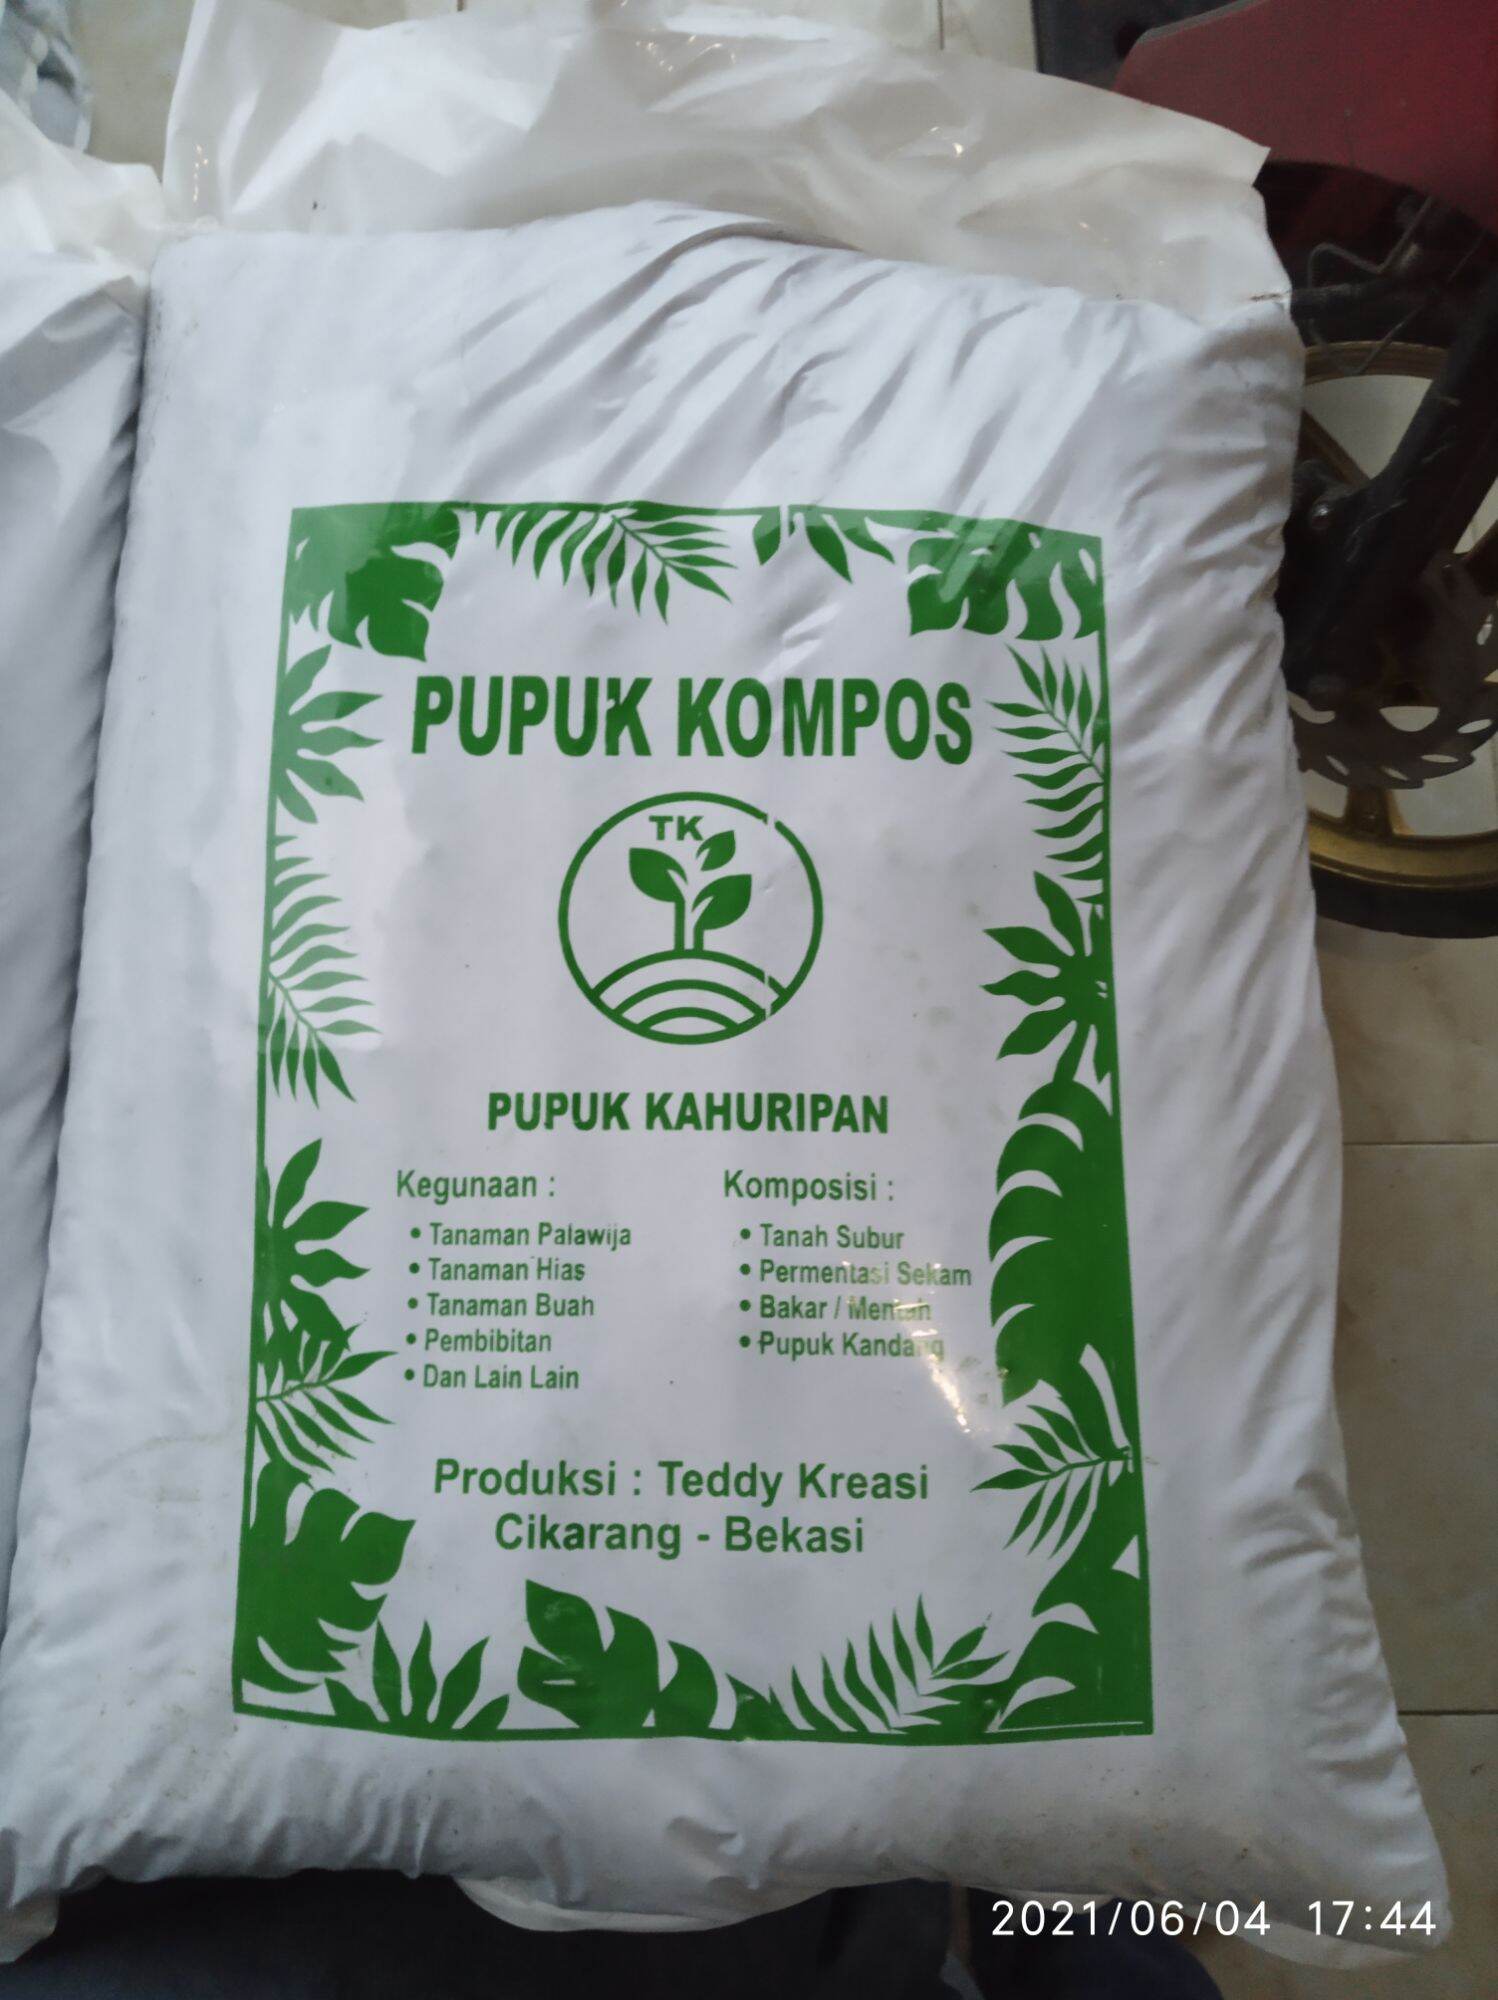 PUPUK KOMPOS
TK
PUPUK KAHURIPAN
Kegunaan :
• Tanaman Palawija
• Tanaman Hias
• Tanaman Buah
• Pembibitan
• Dan Lain Lain
Komposisi :
• Tanah Subur
• Permentasi Sekam
• Bakar / Mentah
• Pupuk Kandang
Produksi : Teddy Kreasi
Cikarang - Bekasi
2021/06/04 17:44